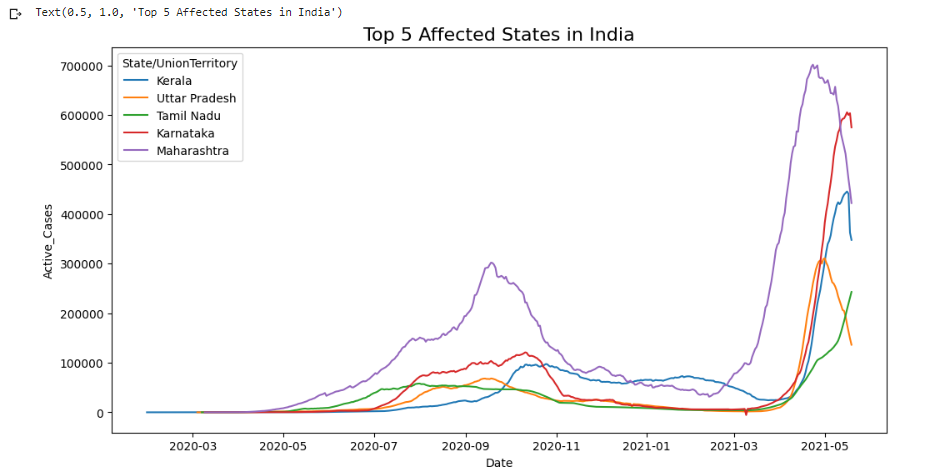 Text(0.5, 1.0, 'Top 5 Affected States in India')
Top 5 Affected States in India
State/UnionTerritory
Kerala
Uttar Pradesh
Tamil Nadu
Karnataka
Maharashtra
Active_Cases
700000
600000
500000
400000
300000
200000
100000
0
2020-03 2020-05 2020-07 2020-09 2020-11 2021-01 2021-03 2021-05
Date